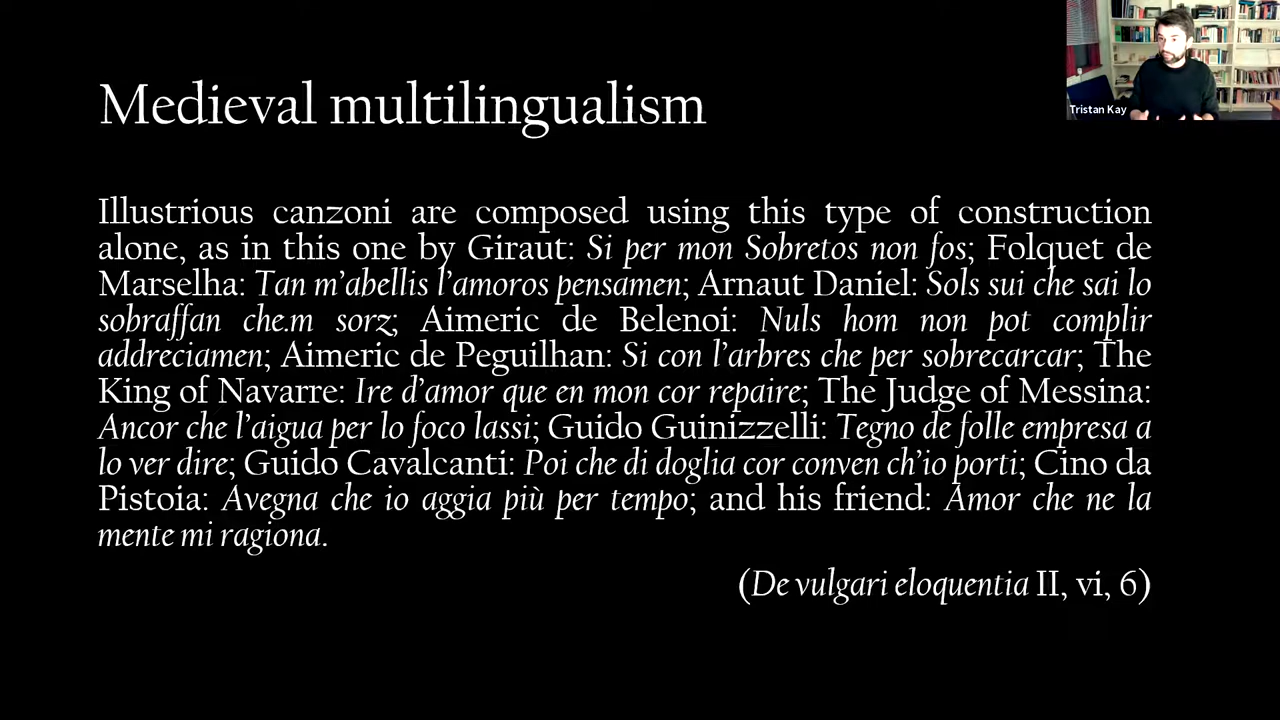 Tristan Kay
Medieval multilingualism
Illustrious canzoni are composed using this type of construction
alone, as in this one by Giraut: Si per mon Sobretos non fos; Folquet de
Marselha: Tan m'abellis l'amoros pensamen; Arnaut Daniel: Sols sui che sai lo
sobraffan che.m sorz; Aimeric de Belenoi: Nuls hom non pot complir
addreciamen; Aimeric de Peguilhan: Si con l'arbres che per sobrecarcar; The
King of Navarre: Ire d'amor que en mon cor repaire; The Judge of Messina:
Ancor che l'aigua per lo foco lassi; Guido Guinizzelli: Tegno de folle empresa a
lo ver dire; Guido Cavalcanti: Poi che di doglia cor conven ch'io porti; Cino da
Pistoia: Avegna che io aggia più per tempo; and his friend: Amor che ne la
mente mi ragiona.
(De vulgari eloquentia II, vi, 6)